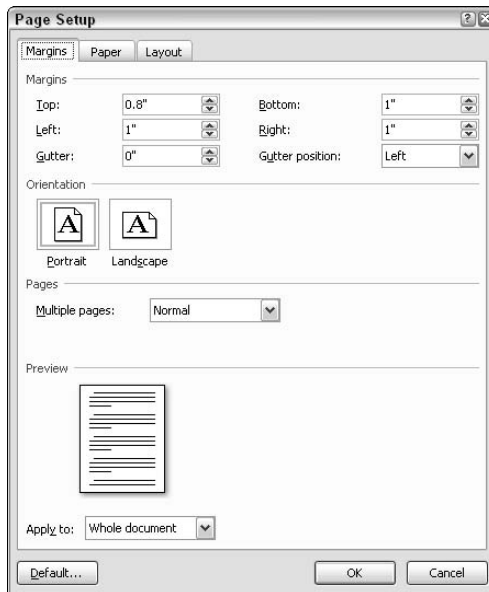 Page Setup
Margins Paper Layout
Margins
Top: 0.8" Bottom: 1"
Left: 1" Right: 1"
Gutter: 0" Gutter position: Left
Orientation
A A
Portrait Landscape
Pages
Multiple pages: Normal
Preview
Apply to: Whole document
Default... OK Cancel